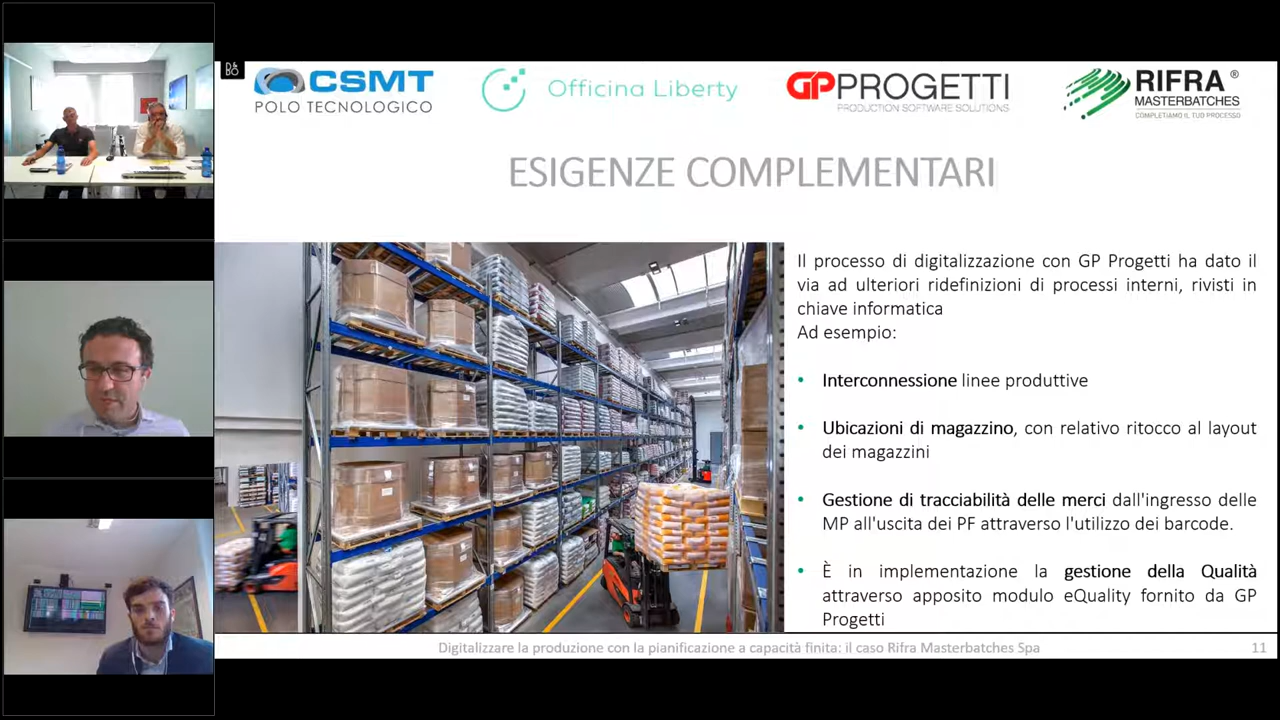 D&
BO
CSMT
POLO TECNOLOGICO
Officina Liberty
GPPROGETTI
PRODUCTION SOFTWARE SOLUTIONS
RIFRA®
MASTERBATCHES
COMPLETIAMO IL TUO PROCESSO
ESIGENZE COMPLEMENTARI
Il processo di digitalizzazione con GP Progetti ha dato il
via ad ulteriori ridefinizioni di processi interni, rivisti in
chiave informatica
Ad esempio:
• Interconnessione linee produttive
• Ubicazioni di magazzino, con relativo ritocco al layout
dei magazzini
• Gestione di tracciabilità delle merci dall'ingresso delle
MP all'uscita dei PF attraverso l'utilizzo dei barcode.
• È in implementazione la gestione della Qualità
attraverso apposito modulo eQuality fornito da GP
Progetti
Digitalizzare la produzione con la pianificazione a capacità finita: il caso Rifra Masterbatches Spa
11